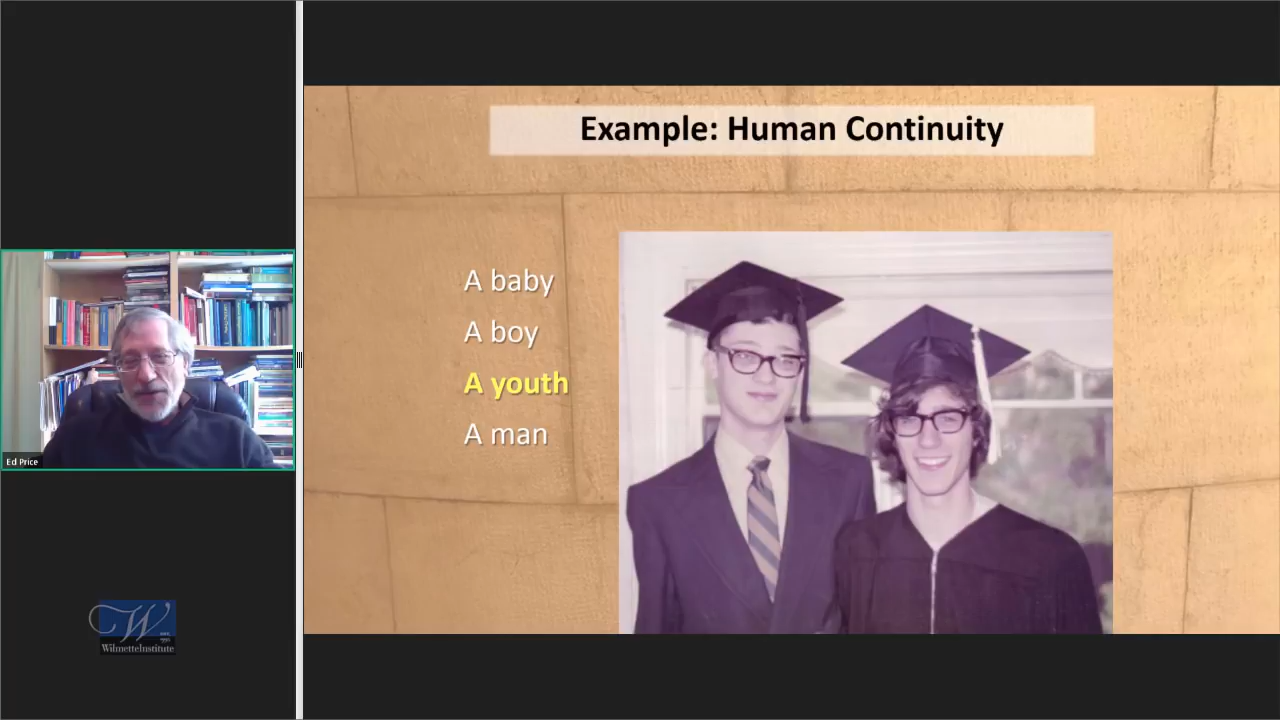 Example: Human Continuity
A baby
A boy
A youth
A man
Ed Price
W
WilmetteInstitute